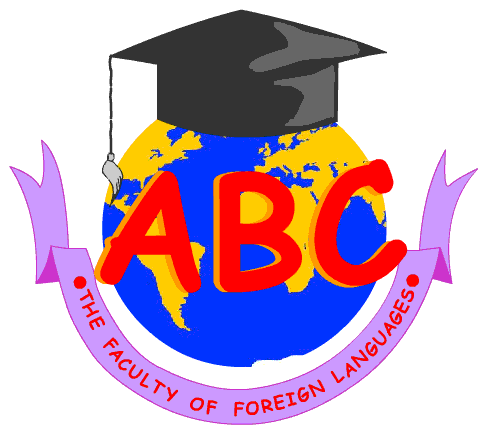 ABC
THE FACULTY OF FOREIGN LANGUAGES